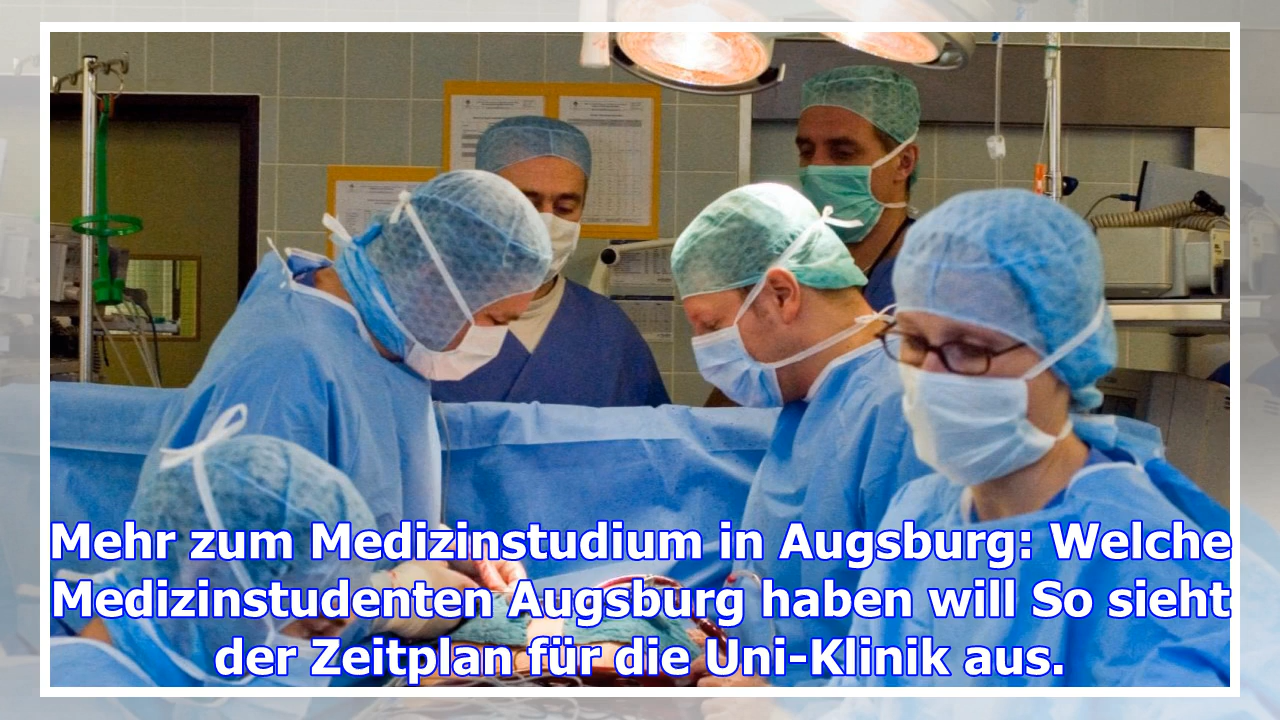 Mehr zum Medizinstudium in Augsburg: Welche
Medizinstudenten Augsburg haben will So sieht
der Zeitplan für die Uni-Klinik aus.